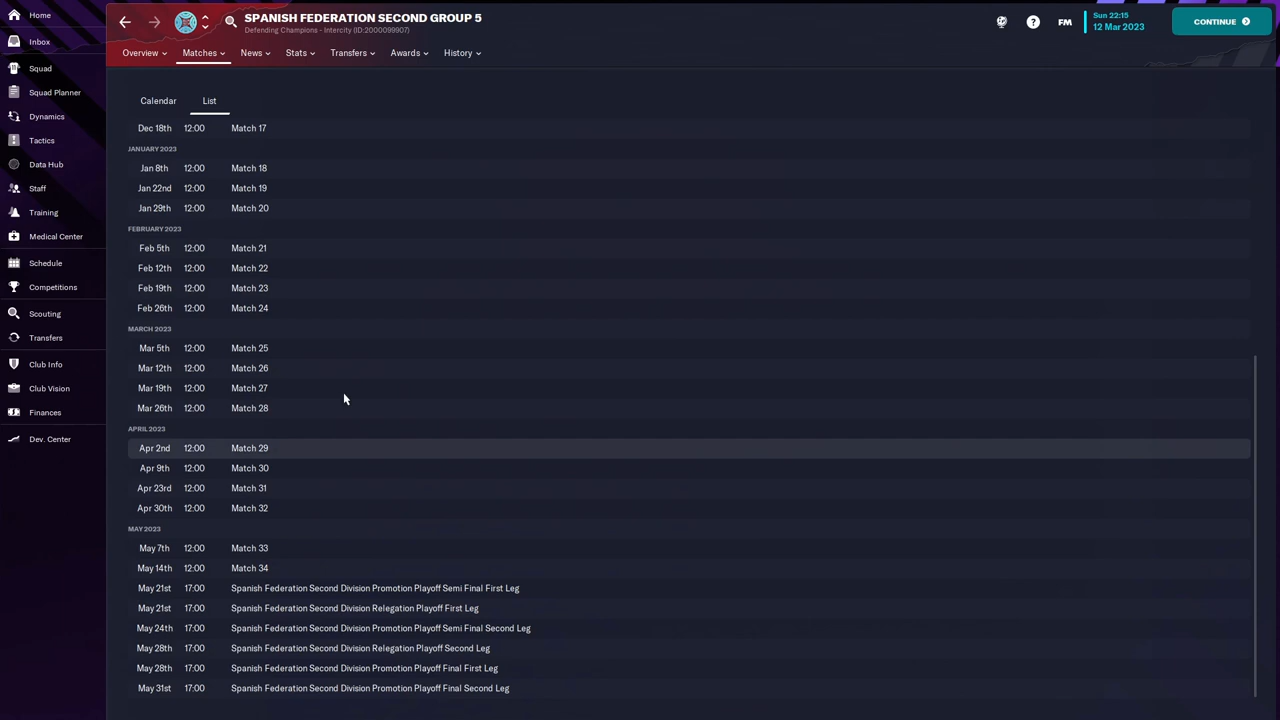 Home
SPANISH FEDERATION SECOND GROUP 5
Defending Champions - Intercity (ID:2000099907)
FM
Sun 22:15
12 Mar 2023
CONTINUE
Inbox
Squad
Squad Planner
Dynamics
Tactics
Data Hub
Staff
Training
Medical Center
Schedule
Competitions
Scouting
Transfers
Club Info
Club Vision
Finances
Dev. Center
Overview Matches News Stats Transfers Awards History
Calendar List
Dec 18th 12:00 Match 17
JANUARY 2023
Jan 8th 12:00 Match 18
Jan 22nd 12:00 Match 19
Jan 29th 12:00 Match 20
FEBRUARY 2023
Feb 5th 12:00 Match 21
Feb 12th 12:00 Match 22
Feb 19th 12:00 Match 23
Feb 26th 12:00 Match 24
MARCH 2023
Mar 5th 12:00 Match 25
Mar 12th 12:00 Match 26
Mar 19th 12:00 Match 27
Mar 26th 12:00 Match 28
APRIL 2023
Apr 2nd 12:00 Match 29
Apr 9th 12:00 Match 30
Apr 23rd 12:00 Match 31
Apr 30th 12:00 Match 32
MAY 2023
May 7th 12:00 Match 33
May 14th 12:00 Match 34
May 21st 17:00 Spanish Federation Second Division Promotion Playoff Semi Final First Leg
May 21st 17:00 Spanish Federation Second Division Relegation Playoff First Leg
May 24th 17:00 Spanish Federation Second Division Promotion Playoff Semi Final Second Leg
May 28th 17:00 Spanish Federation Second Division Relegation Playoff Second Leg
May 28th 17:00 Spanish Federation Second Division Promotion Playoff Final First Leg
May 31st 17:00 Spanish Federation Second Division Promotion Playoff Final Second Leg